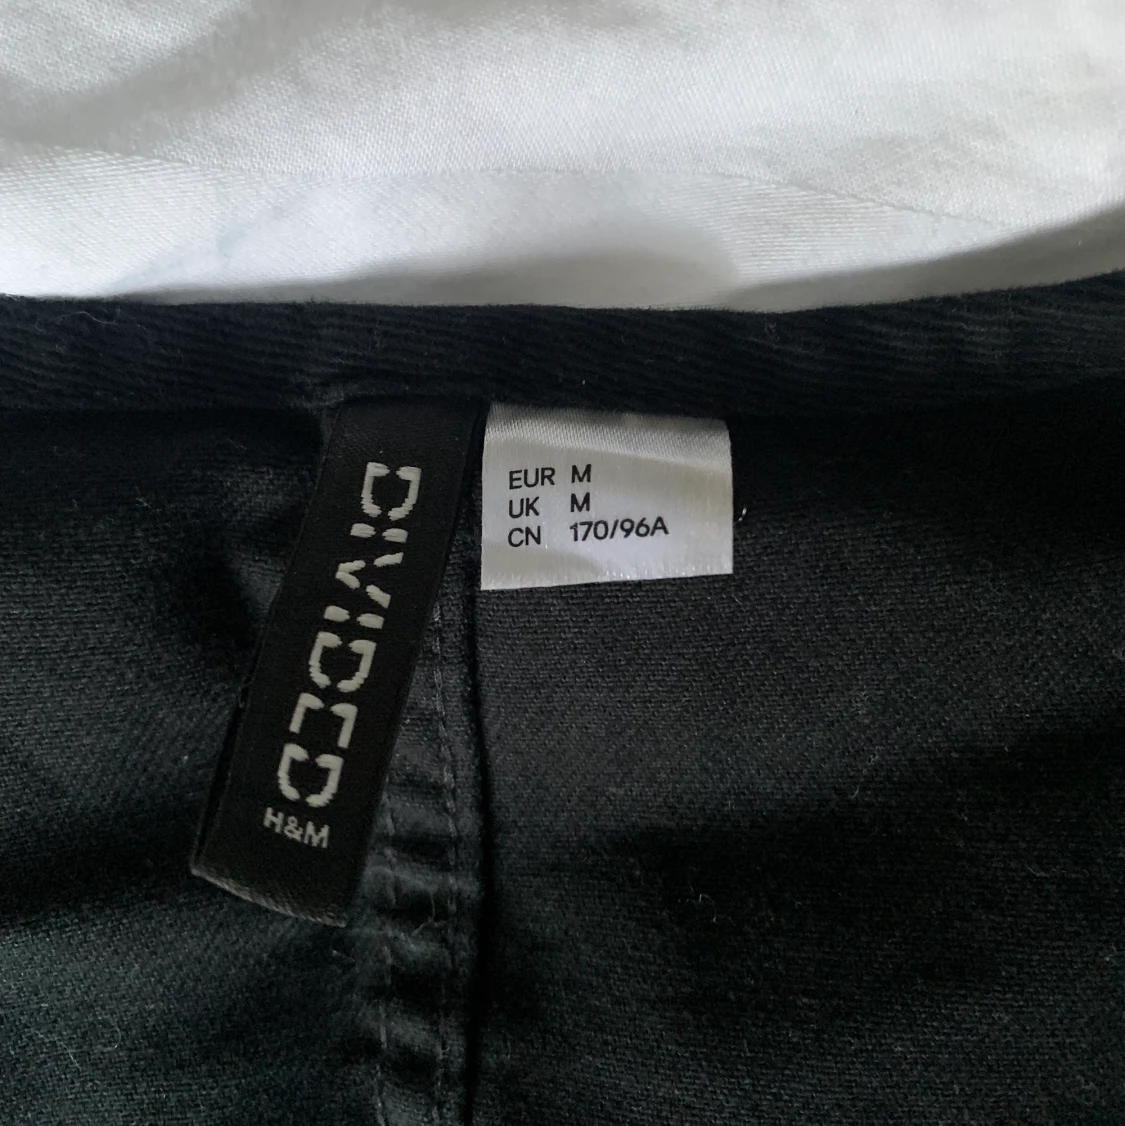 DIVIDED
H&M
EUR M
UK M
CN 170/96A